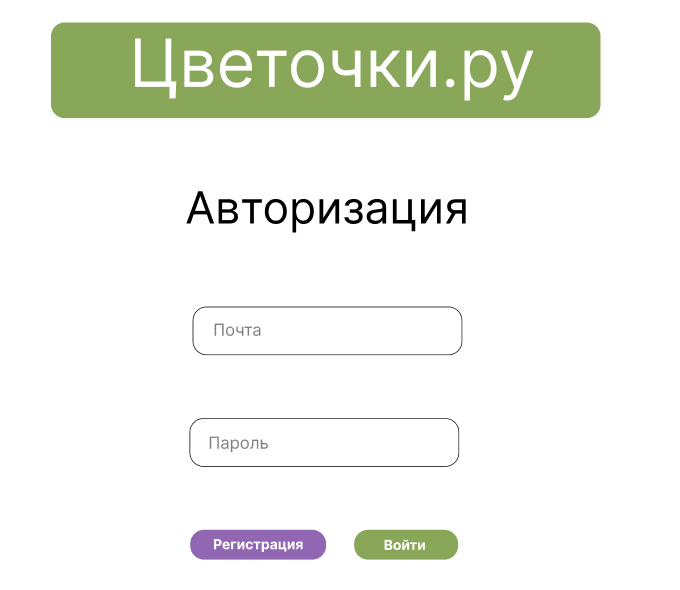 Цветочки.ру
Авторизация
Почта
Пароль
Регистрация Войти